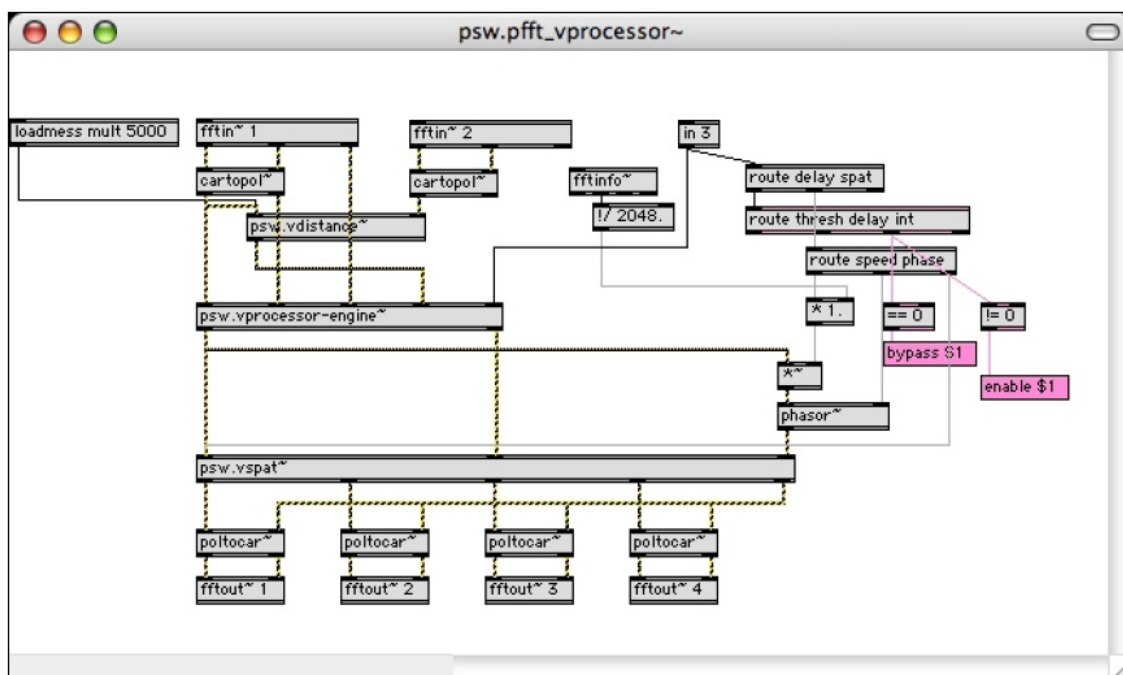 psw.pfft_vprocessor~
loadmess mult 5000
fftin~ 1
fftin~ 2
in 3
cartopol~
cartopol~
fftinfo~
route delay spat
!/ 2048.
route thresh delay int
psw.vdistance~
route speed phase
psw.vprocessor-engine~
* 1.
== 0
!= 0
bypass $1
*~
enable $1
phasor~
psw.vspat~
poltocar~
poltocar~
poltocar~
poltocar~
fftout~ 1
fftout~ 2
fftout~ 3
fftout~ 4